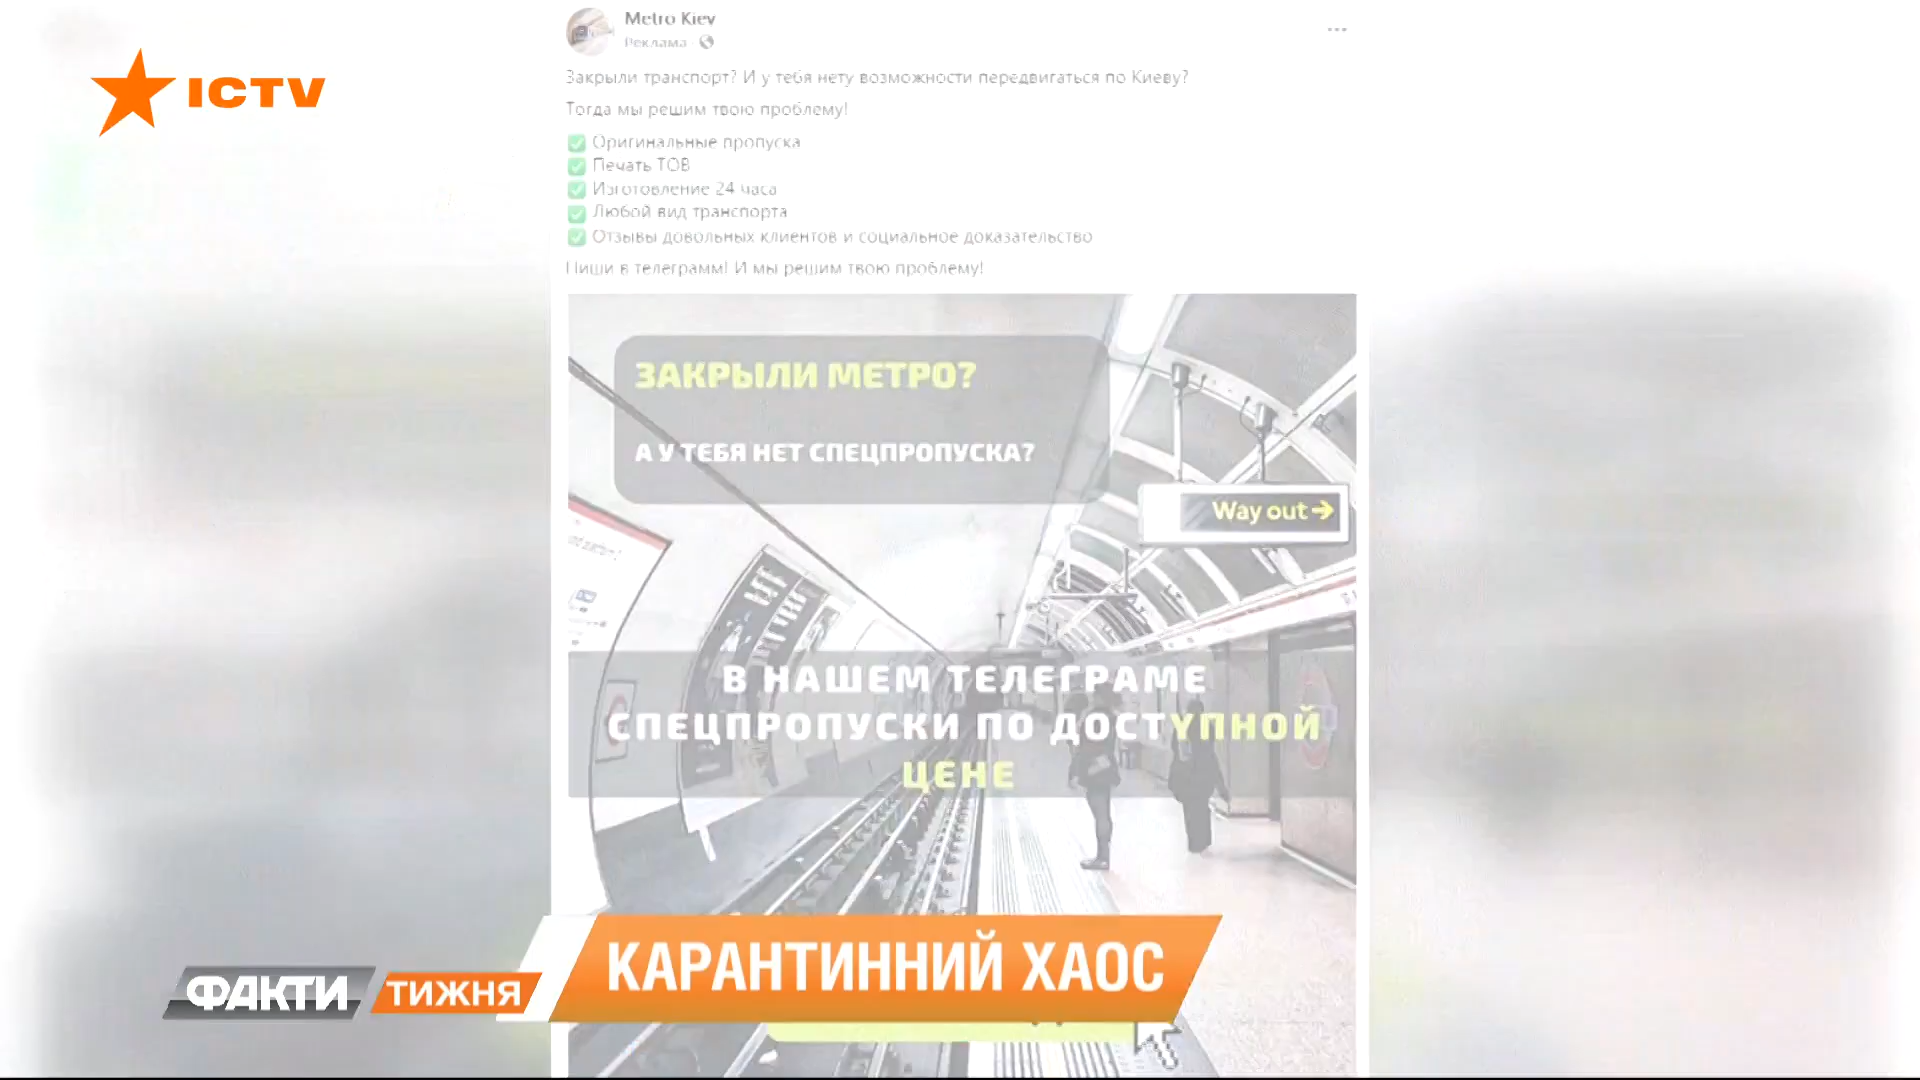 Metro Kiev
Реклама
ICTV
Закрыли транспорт? И у тебя нету возможности передвигаться по Киеву?
Тогда мы решим твою проблему!
Оригинальные пропуска
Печать ТОВ
Изготовление 24 часа
Любой вид транспорта
Отзывы довольных клиентов и социальное доказательство
Пиши в телеграмм! И мы решим твою проблему!
ЗАКРЫЛИ МЕТРО?
А У ТЕБЯ НЕТ СПЕЦПРОПУСКА?
Way out→
В НАШЕМ ТЕЛЕГРАМЕ
СПЕЦПРОПУСКИ ПО ДОСТУПНОЙ
ЦЕНЕ
КАРАНТИННИЙ ХАОС
ФАКТИ ТИЖНЯ